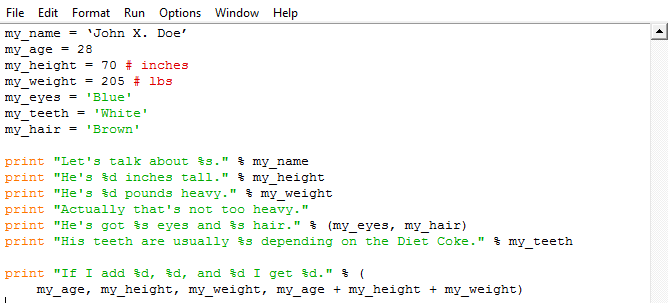 File Edit Format Run Options Window Help
my_name = ‘John X. Doe’
my_age = 28
my_height = 70 # inches
my_weight = 205 # lbs
my_eyes = 'Blue'
my_teeth = 'White'
my_hair = 'Brown'

print "Let's talk about %s." % my_name
print "He's %d inches tall." % my_height
print "He's %d pounds heavy." % my_weight
print "Actually that's not too heavy."
print "He's got %s eyes and %s hair." % (my_eyes, my_hair)
print "His teeth are usually %s depending on the Diet Coke." % my_teeth

print "If I add %d, %d, and %d I get %d." % (
    my_age, my_height, my_weight, my_age + my_height + my_weight)